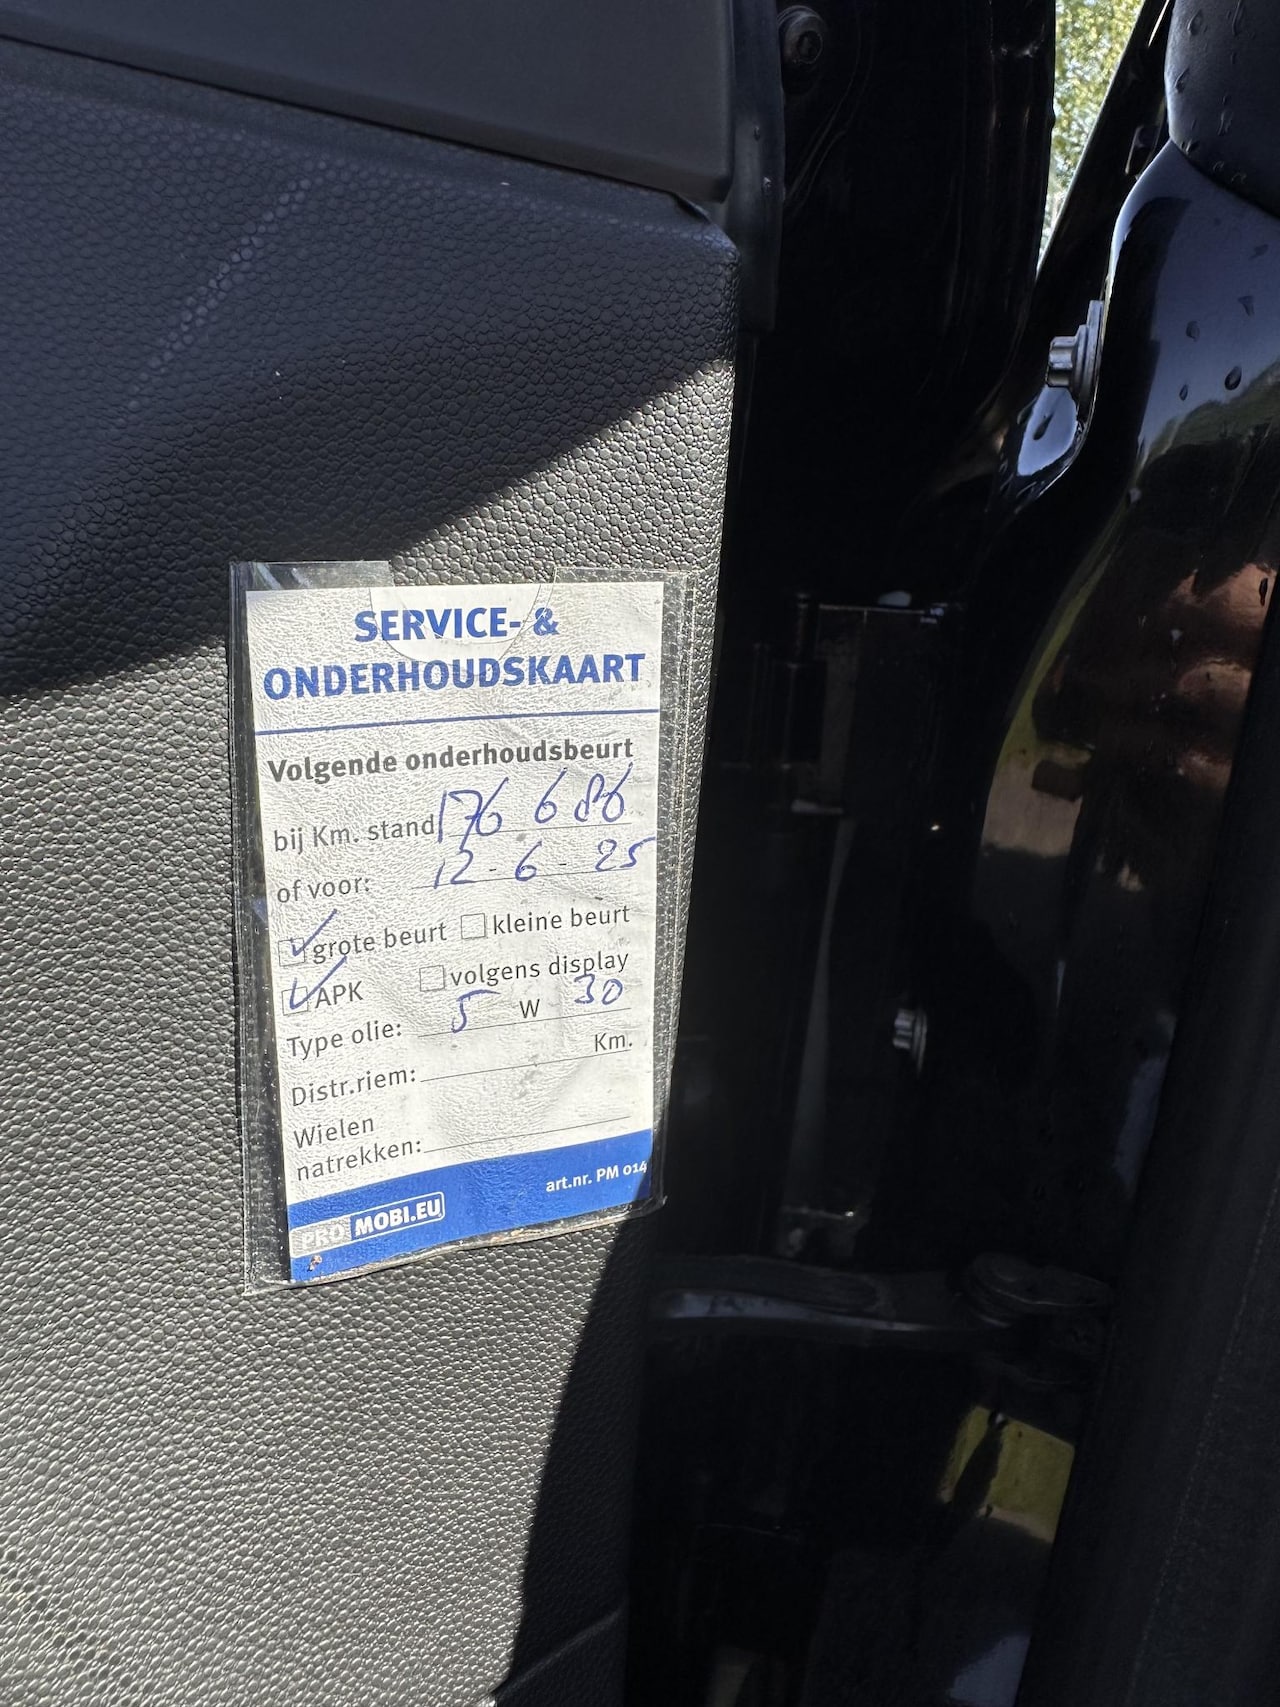 SERVICE- &
ONDERHOUDSKAART
Volgende onderhoudsbeurt
bij Km. stand 176 686
of voor: 12-6-25
grote beurt kleine beurt
APK volgens display
Type olie: 5 W 30
Distr.riem: Km.
Wielen
natrekken:
art.nr. PM 014
PRO MOBI.EU